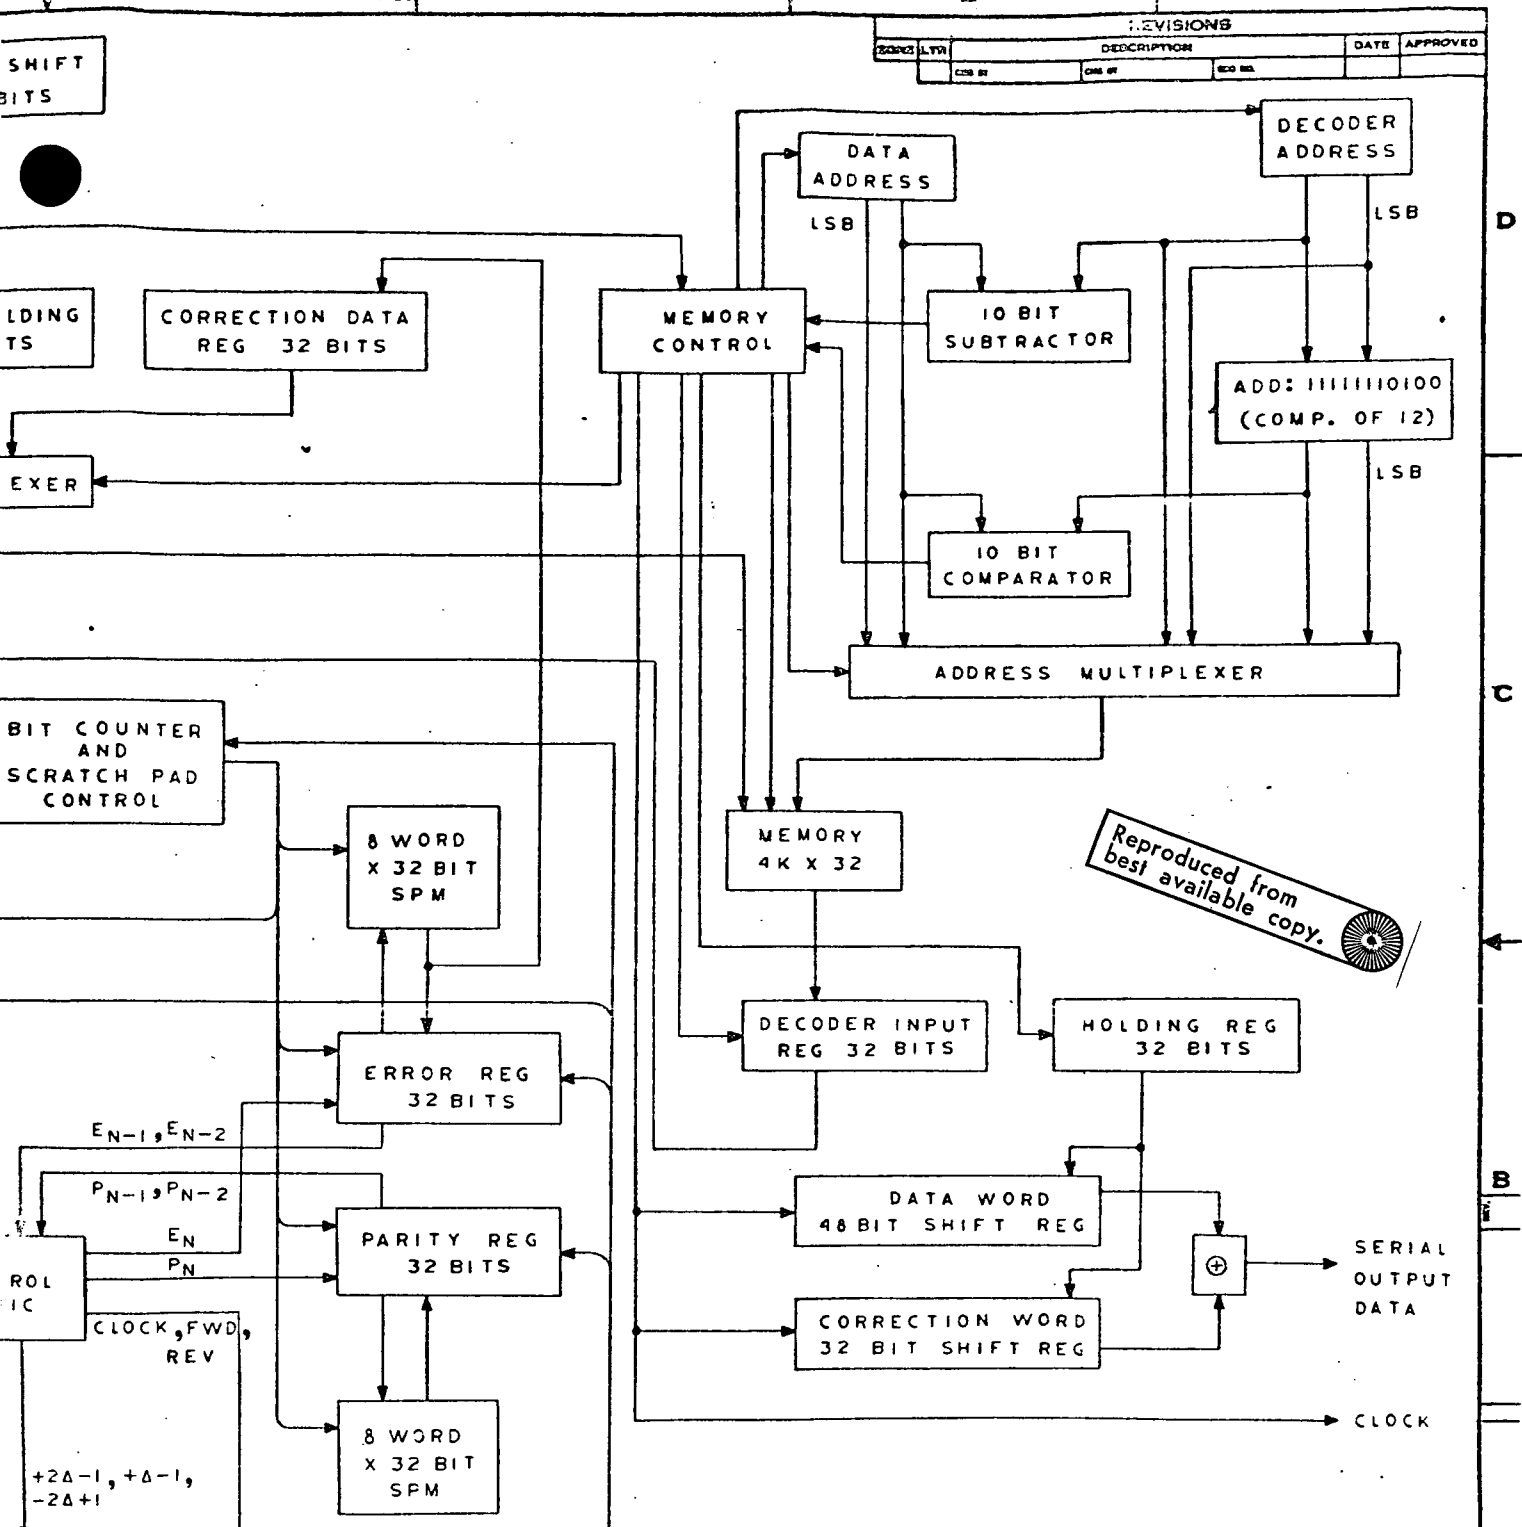 REVISIONS
LTR DESCRIPTION DATE APPROVED
SHIFT
BITS
DECODER
ADDRESS
DATA
ADDRESS
LSB
LSB
LDING
TS
CORRECTION DATA
REG 32 BITS
MEMORY
CONTROL
10 BIT
SUBTRACTOR
ADD: 11111110100
(COMP. OF 12)
LSB
EXER
10 BIT
COMPARATOR
ADDRESS MULTIPLEXER
D
C
B
BIT COUNTER
AND
SCRATCH PAD
CONTROL
8 WORD
X 32 BIT
SPM
MEMORY
4K X 32
Reproduced from
best available copy.
DECODER INPUT
REG 32 BITS
HOLDING REG
32 BITS
ERROR REG
32 BITS
EN-1, EN-2
PN-1, PN-2
EN
PN
PARITY REG
32 BITS
DATA WORD
48 BIT SHIFT REG
SERIAL
OUTPUT
DATA
ROL
IC
CLOCK, FWD,
REV
CORRECTION WORD
32 BIT SHIFT REG
CLOCK
8 WORD
X 32 BIT
SPM
+2Δ-1, +Δ-1,
-2Δ+1